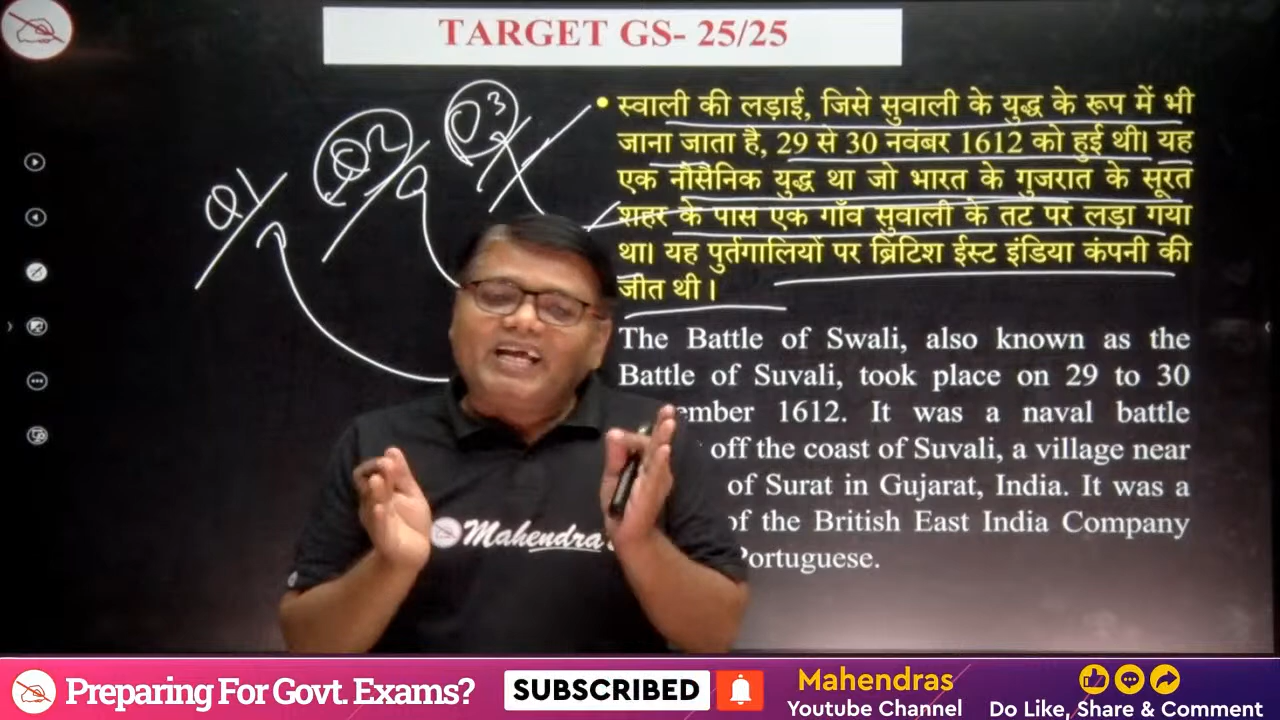 TARGET GS- 25/25
Q1
Q2
Q3
• स्वाली की लड़ाई, जिसे सुवाली के युद्ध के रूप में भी
जाना जाता है, 29 से 30 नवंबर 1612 को हुई थी। यह
एक नौसैनिक युद्ध था जो भारत के गुजरात के सूरत
शहर के पास एक गाँव सुवाली के तट पर लड़ा गया
था। यह पुर्तगालियों पर ब्रिटिश ईस्ट इंडिया कंपनी की
जीत थी।
The Battle of Swali, also known as the
Battle of Suvali, took place on 29 to 30
ember 1612. It was a naval battle
off the coast of Suvali, a village near
of Surat in Gujarat, India. It was a
of the British East India Company
Portuguese.
Mahendra's
Preparing For Govt. Exams?
SUBSCRIBED
Mahendras
Youtube Channel
Do Like, Share & Comment